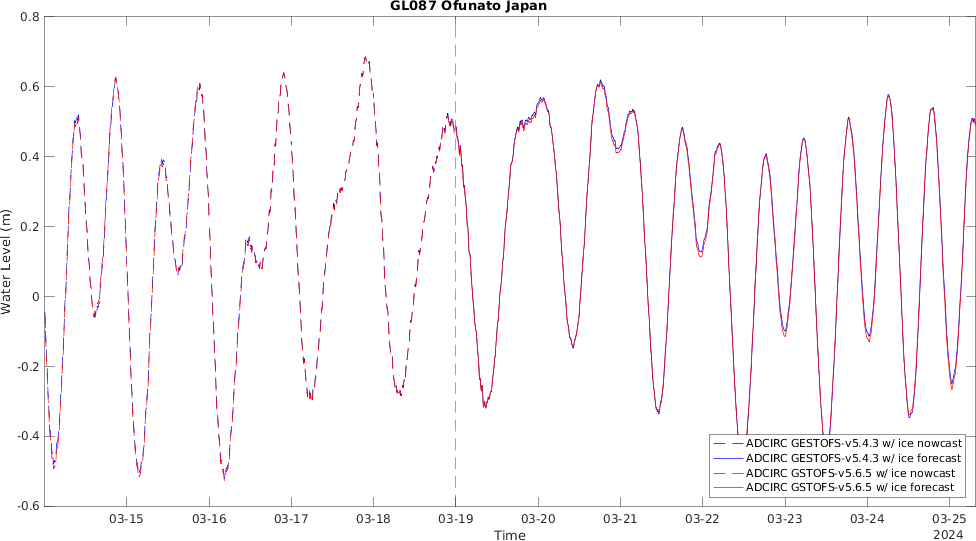 GL087 Ofunato Japan
0.8
0.6
0.4
0.2
0
-0.2
-0.4
-0.6
Water Level (m)
ADCIRC GESTOFS-v5.4.3 w/ ice nowcast
ADCIRC GESTOFS-v5.4.3 w/ ice forecast
ADCIRC GSTOFS-v5.6.5 w/ ice nowcast
ADCIRC GSTOFS-v5.6.5 w/ ice forecast
03-15 03-16 03-17 03-18 03-19 03-20 03-21 03-22 03-23 03-24 03-25
Time
2024